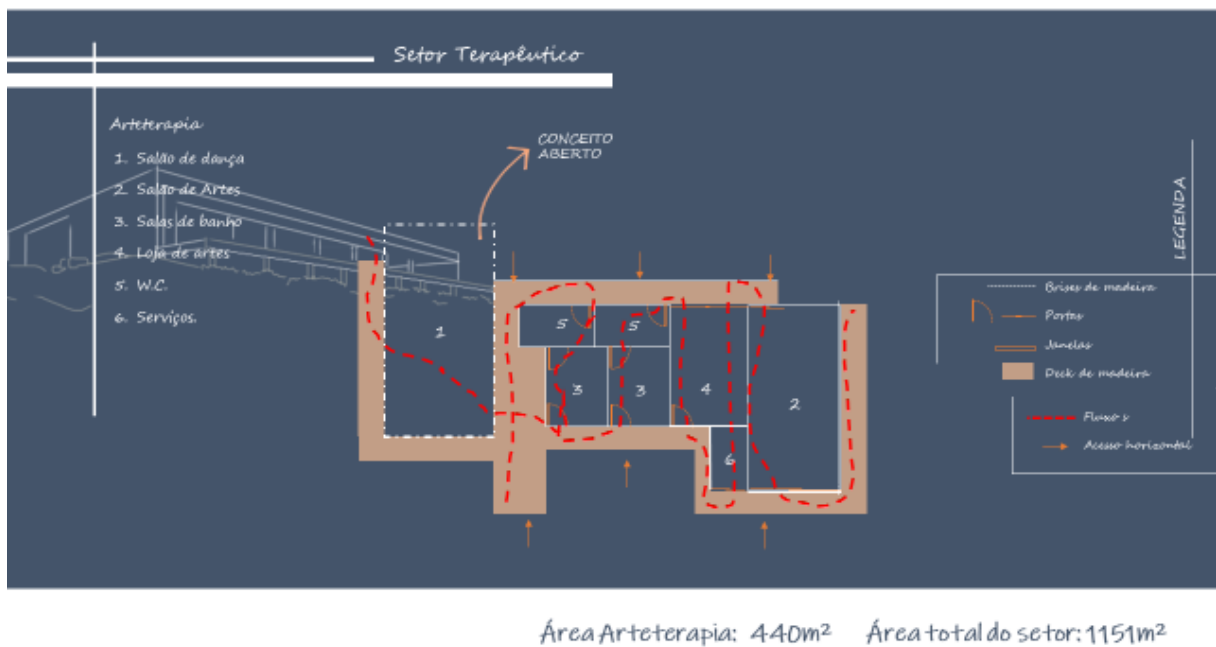 Setor Terapêutico
Arteterapia
1. Salão de dança
2. Salão de Artes
3. Salas de banho
4. Loja de artes
5. W.C.
6. Serviços.
CONCEITO
ABERTO
1
5
5
3
3
4
2
6
LEGENDA
Brises de madeira
Portas
Janelas
Deck de madeira
Fluxo s
Acesso horizontal
Área Arteterapia: 440m² Área total do setor: 1151m²